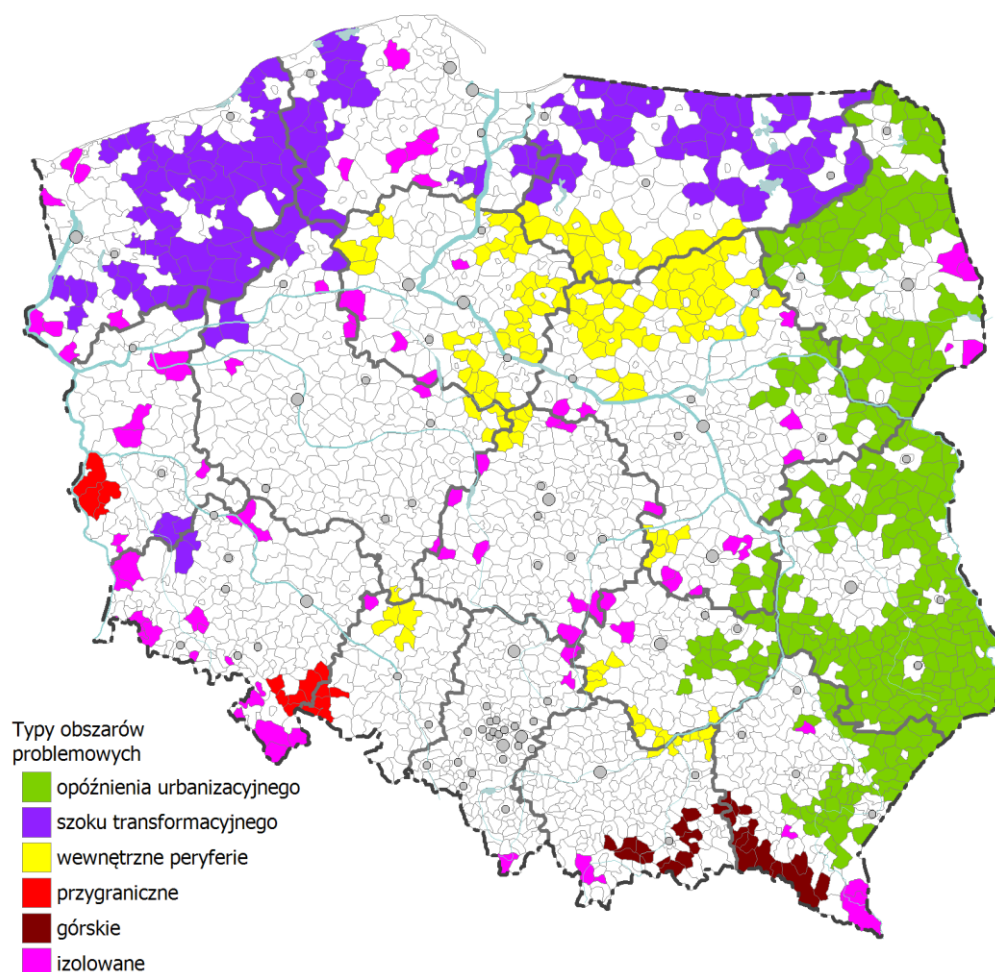 Typy obszarów
problemowych
opóźnienia urbanizacyjnego
szoku transformacyjnego
wewnętrzne peryferie
przygraniczne
górskie
izolowane